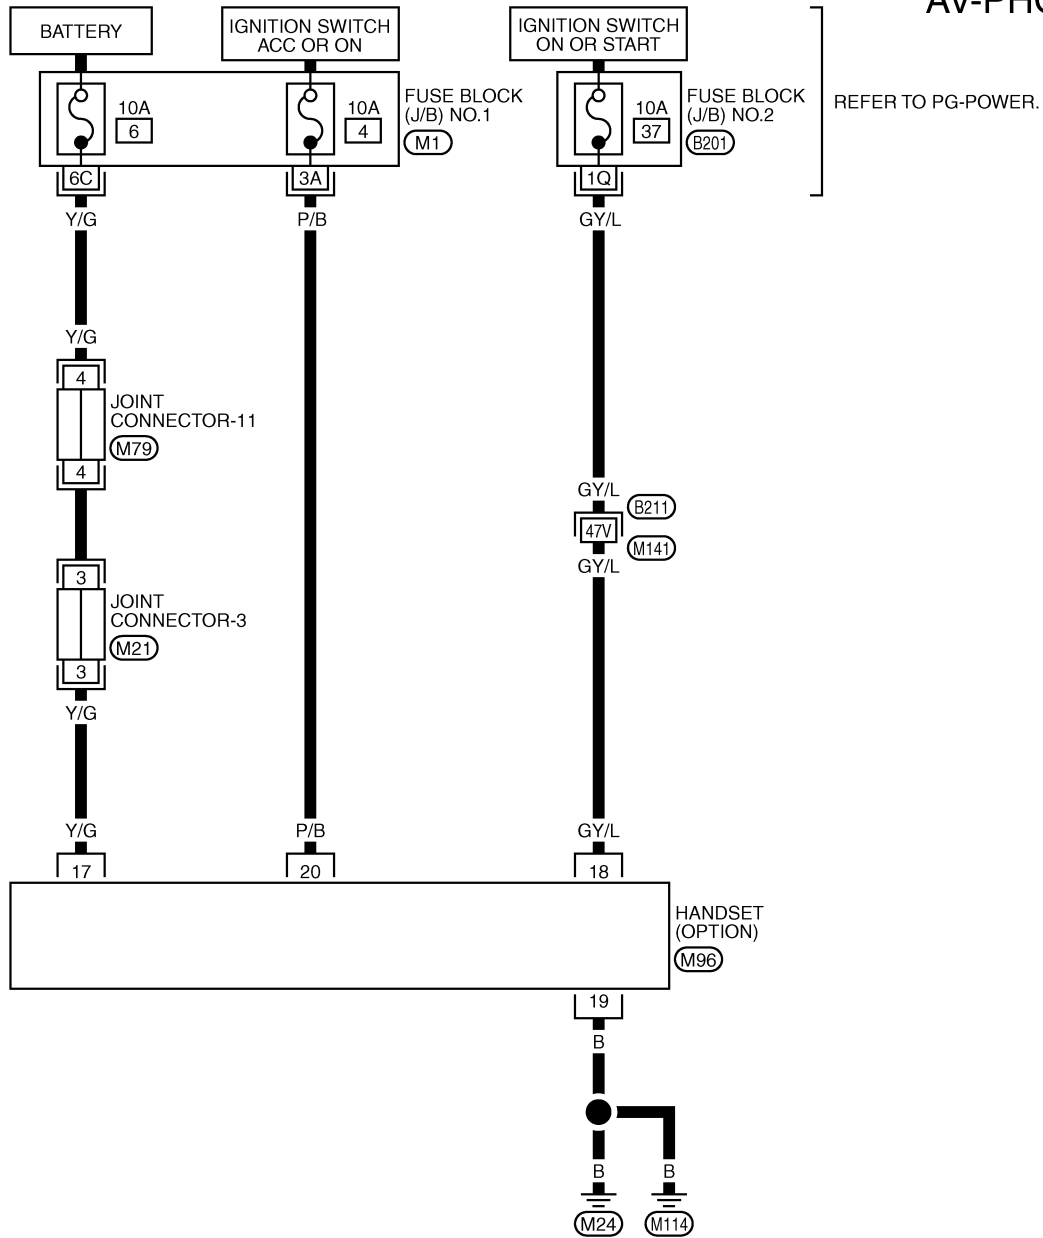 BATTERY
IGNITION SWITCH
ACC OR ON
IGNITION SWITCH
ON OR START
10A
6
10A
4
FUSE BLOCK
(J/B) NO.1
M1
10A
37
FUSE BLOCK
(J/B) NO.2
B201
REFER TO PG-POWER.
6C
3A
1Q
Y/G
P/B
GY/L
Y/G
4
JOINT
CONNECTOR-11
M79
4
GY/L
B211
47V
M141
GY/L
3
JOINT
CONNECTOR-3
M21
3
Y/G
Y/G
P/B
GY/L
17
20
18
HANDSET
(OPTION)
M96
19
B
B
B
M24
M114